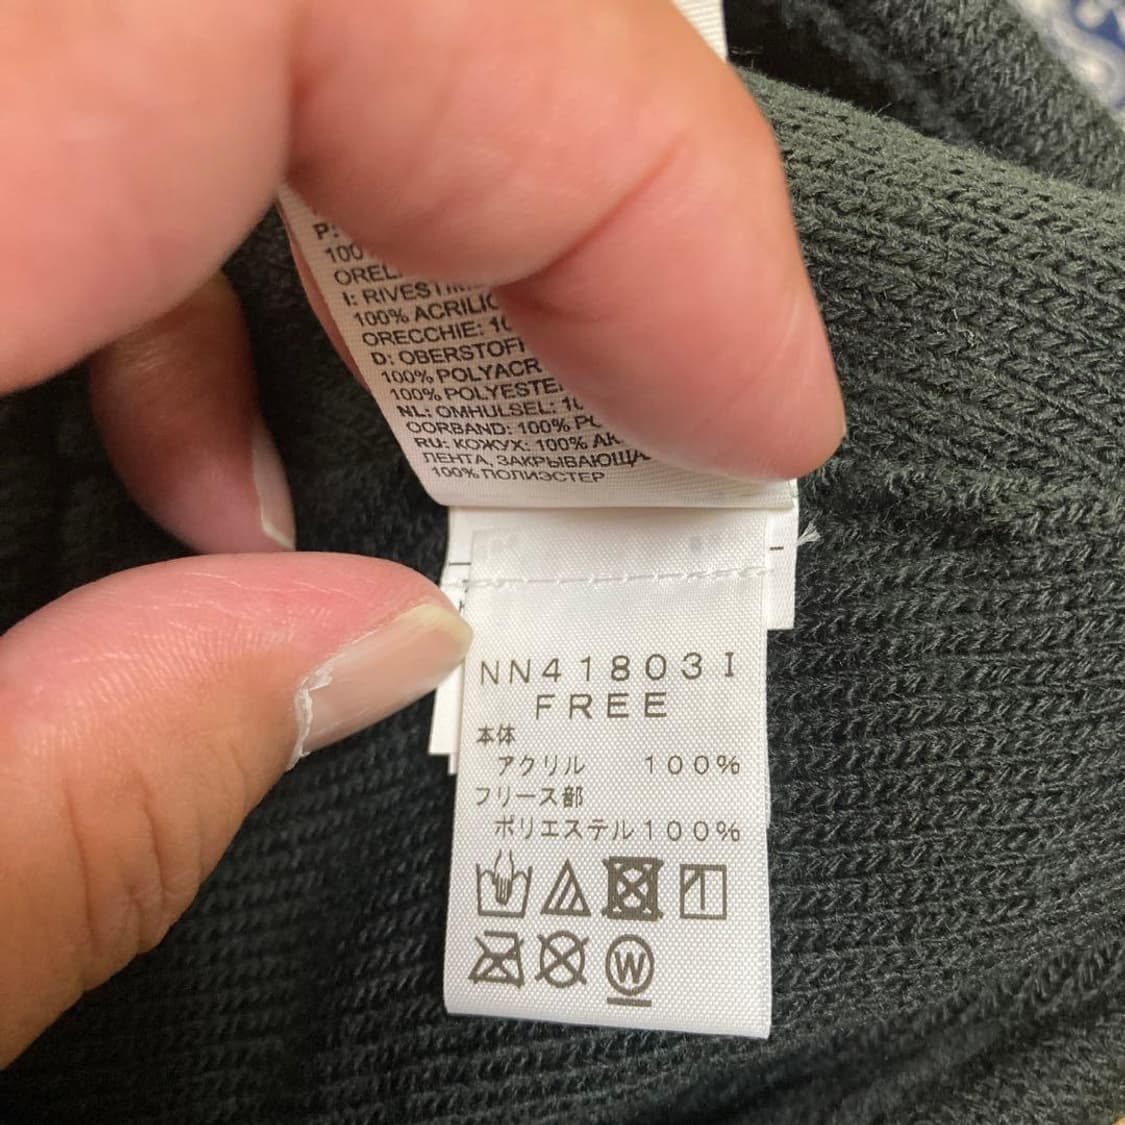 P:
100
I: RIVESTIM
100% ACRILIC
ORECCHIE: 10
D: OBERSTOFF
100% POLYACR
100% POLYESTE
NL: OMHULSEL: 10
OORBAND: 100% PO
RU: КОЖУХ: 100% АК
ЛЕНТА, ЗАКРЫВАЮЩА
100% ПОЛИЭСТЕР
NN41803I
FREE
本体
アクリル 100%
フリース部
ポリエステル100%
W